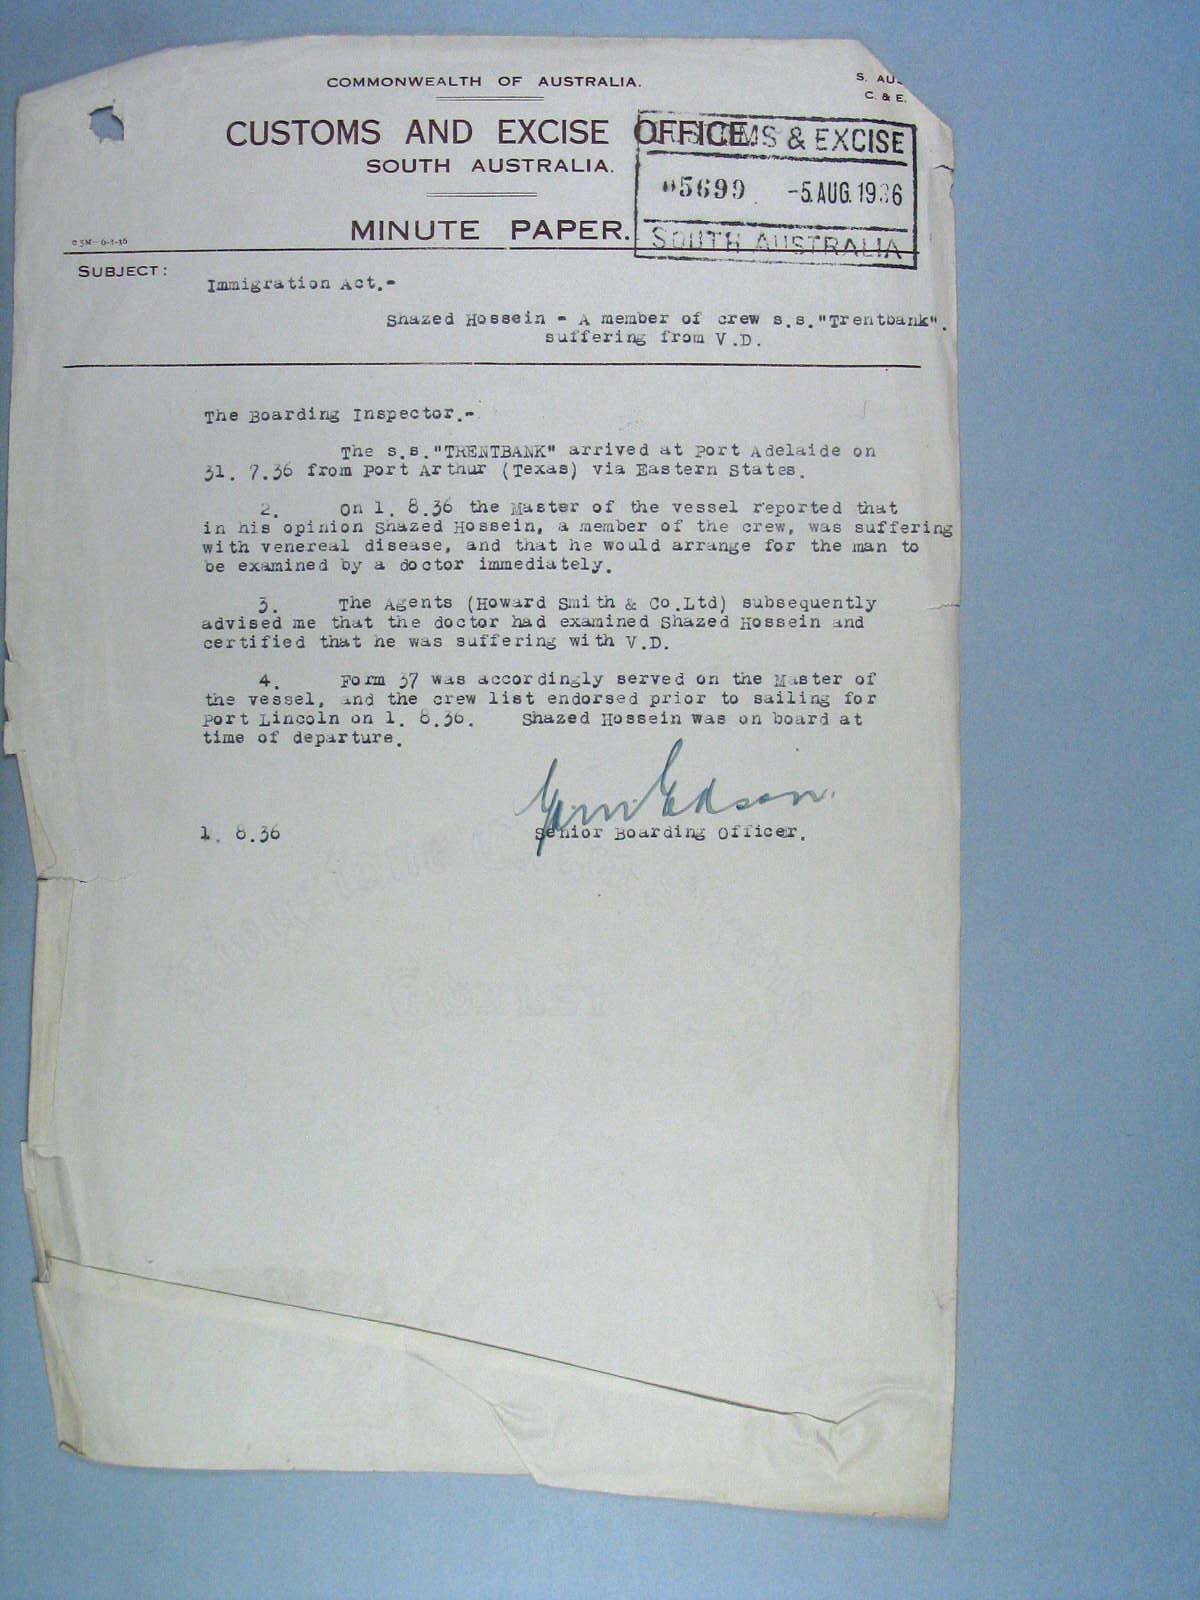 COMMONWEALTH OF AUSTRALIA.
S. AUS
C. & E.
CUSTOMS AND EXCISE OFFICE.
SOUTH AUSTRALIA.
CUSTOMS & EXCISE
05699 -5 AUG. 1936
SOUTH AUSTRALIA
MINUTE PAPER.
SUBJECT:
Immigration Act.-
Shazed Hossein - A member of crew s.s."Trentbank".
suffering from V.D.
The Boarding Inspector.-
The s.s."TRENTBANK" arrived at Port Adelaide on
31. 7.36 from Port Arthur (Texas) via Eastern States.
2. On 1. 8.36 the Master of the vessel reported that
in his opinion Shazed Hossein, a member of the crew, was suffering
with venereal disease, and that he would arrange for the man to
be examined by a doctor immediately.
3. The Agents (Howard Smith & Co.Ltd) subsequently
advised me that the doctor had examined Shazed Hossein and
certified that he was suffering with V.D.
4. Form 37 was accordingly served on the Master of
the vessel, and the crew list endorsed prior to sailing for
Port Lincoln on 1. 8.36. Shazed Hossein was on board at
time of departure.
1. 8.36
Senior Boarding Officer.